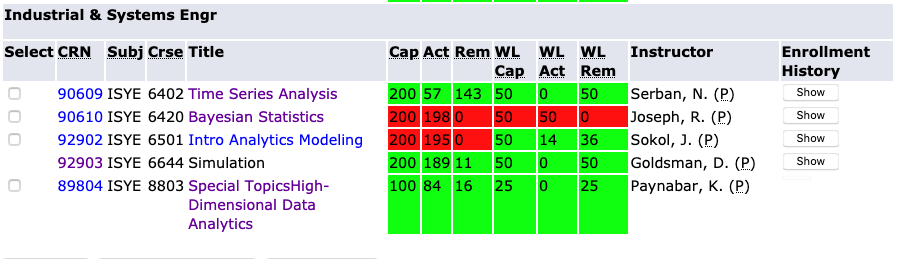 Industrial & Systems Engr
Select CRN Subj Crse Title Cap Act Rem WL Cap WL Act WL Rem Instructor Enrollment History
90609 ISYE 6402 Time Series Analysis 200 57 143 50 0 50 Serban, N. (P) Show
90610 ISYE 6420 Bayesian Statistics 200 198 0 50 50 0 Joseph, R. (P) Show
92902 ISYE 6501 Intro Analytics Modeling 200 195 0 50 14 36 Sokol, J. (P) Show
92903 ISYE 6644 Simulation 200 189 11 50 0 50 Goldsman, D. (P) Show
89804 ISYE 8803 Special TopicsHigh- 100 84 16 25 0 25 Paynabar, K. (P)
Dimensional Data
Analytics